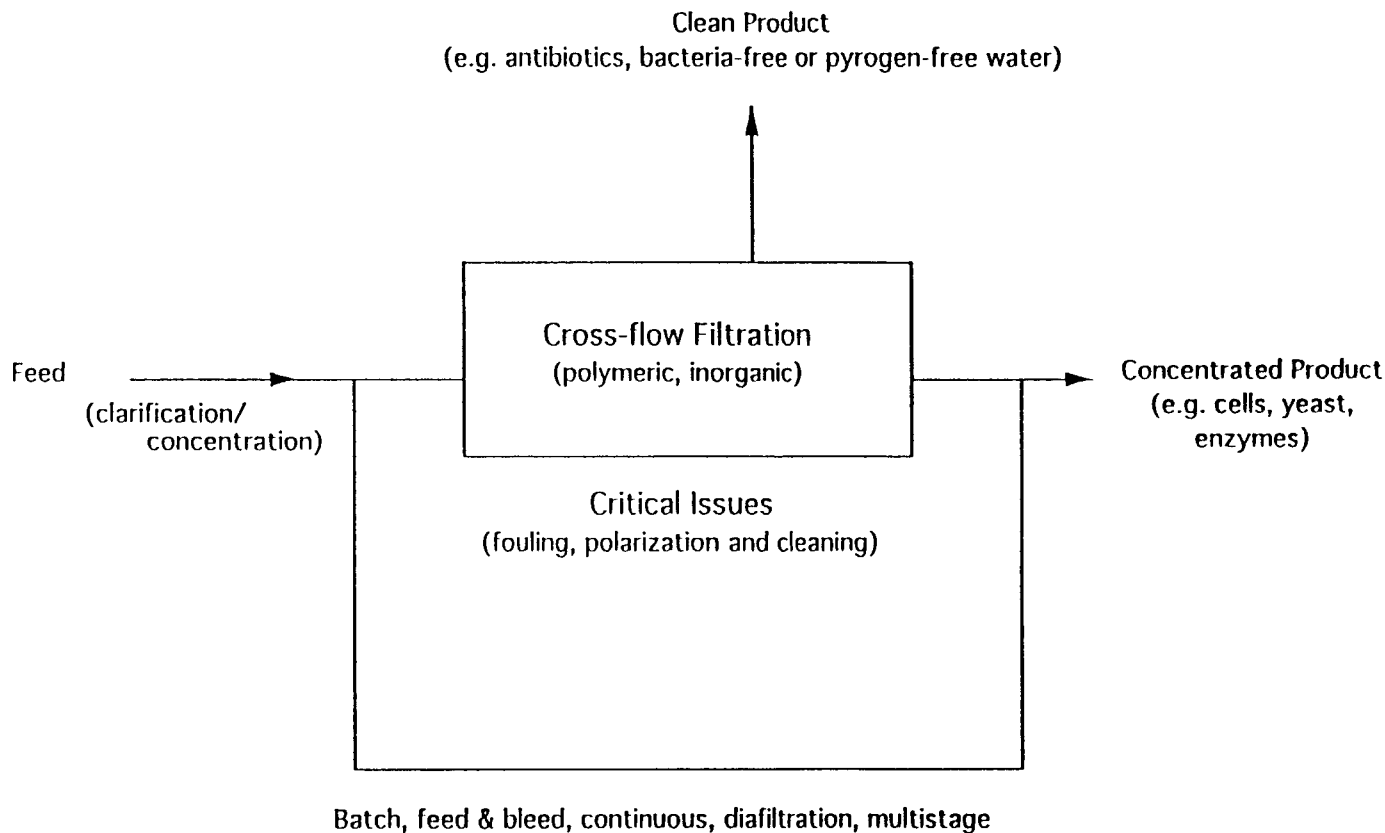 Clean Product
(e.g. antibiotics, bacteria-free or pyrogen-free water)
Cross-flow Filtration
(polymeric, inorganic)
Feed
(clarification/
concentration)
Concentrated Product
(e.g. cells, yeast,
enzymes)
Critical Issues
(fouling, polarization and cleaning)
Batch, feed & bleed, continuous, diafiltration, multistage